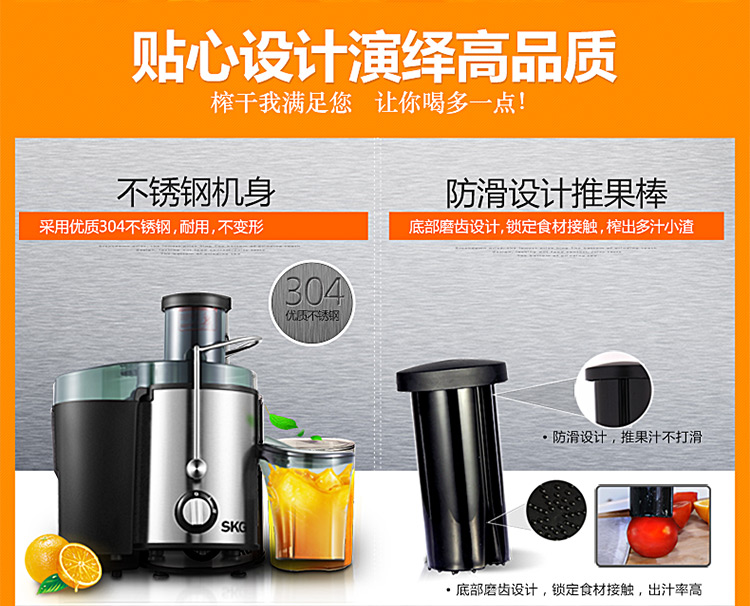 贴心设计演绎高品质
榨干我满足您 让你喝多一点!
不锈钢机身
采用优质304不锈钢,耐用,不变形
304
优质不锈钢
SKG
防滑设计推果棒
底部磨齿设计,锁定食材接触,榨出多汁小渣
• 防滑设计，推果汁不打滑
• 底部磨齿设计，锁定食材接触，出汁率高